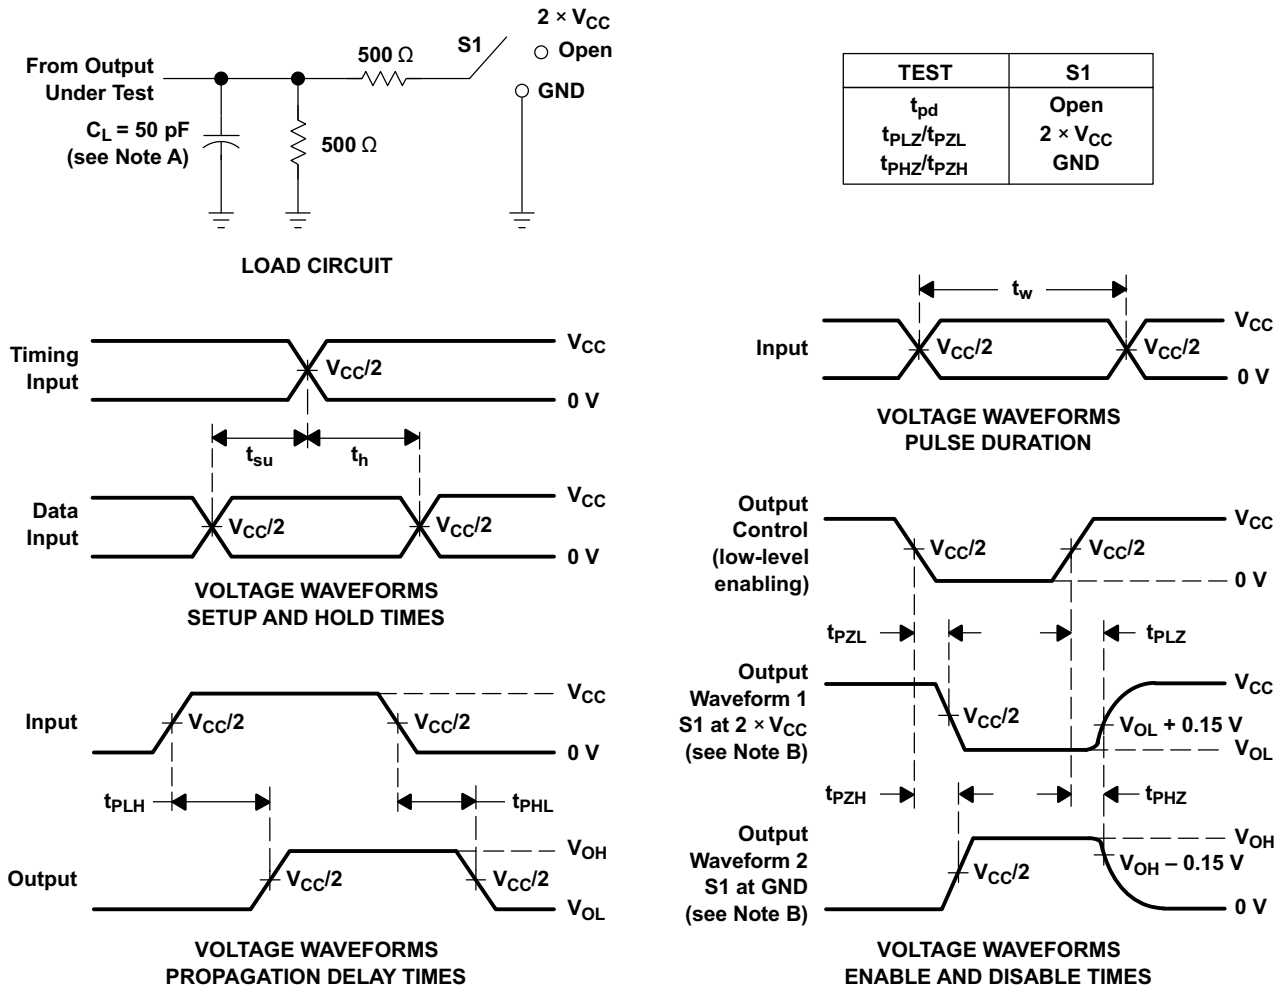 2 × VCC
Open
GND
S1
500 Ω
From Output
Under Test
CL = 50 pF
(see Note A)
500 Ω
LOAD CIRCUIT
TEST S1
tpd Open
tPLZ/tPZL 2 × VCC
tPHZ/tPZH GND
Timing
Input
VCC/2
VCC
0 V
tsu
th
Data
Input
VCC/2
VCC/2
VCC
0 V
VOLTAGE WAVEFORMS
SETUP AND HOLD TIMES
tw
Input
VCC/2
VCC/2
VCC
0 V
VOLTAGE WAVEFORMS
PULSE DURATION
Input
VCC/2
VCC/2
VCC
0 V
tPLH
tPHL
Output
VCC/2
VCC/2
VOH
VOL
VOLTAGE WAVEFORMS
PROPAGATION DELAY TIMES
Output
Control
(low-level
enabling)
VCC/2
VCC/2
VCC
0 V
tPZL
tPLZ
Output
Waveform 1
S1 at 2 × VCC
(see Note B)
VCC/2
VCC
VOL + 0.15 V
VOL
tPZH
tPHZ
Output
Waveform 2
S1 at GND
(see Note B)
VCC/2
VOH
VOH – 0.15 V
0 V
VOLTAGE WAVEFORMS
ENABLE AND DISABLE TIMES